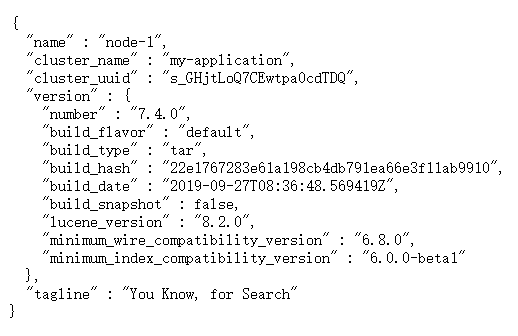 {
"name" : "node-1",
"cluster_name" : "my-application",
"cluster_uuid" : "s_GHjtLoQ7CEwtpa0cdTDQ",
"version" : {
"number" : "7.4.0",
"build_flavor" : "default",
"build_type" : "tar",
"build_hash" : "22e1767283e61a198cb4db791ea66e3f11ab9910",
"build_date" : "2019-09-27T08:36:48.569419Z",
"build_snapshot" : false,
"lucene_version" : "8.2.0",
"minimum_wire_compatibility_version" : "6.8.0",
"minimum_index_compatibility_version" : "6.0.0-beta1"
},
"tagline" : "You Know, for Search"
}